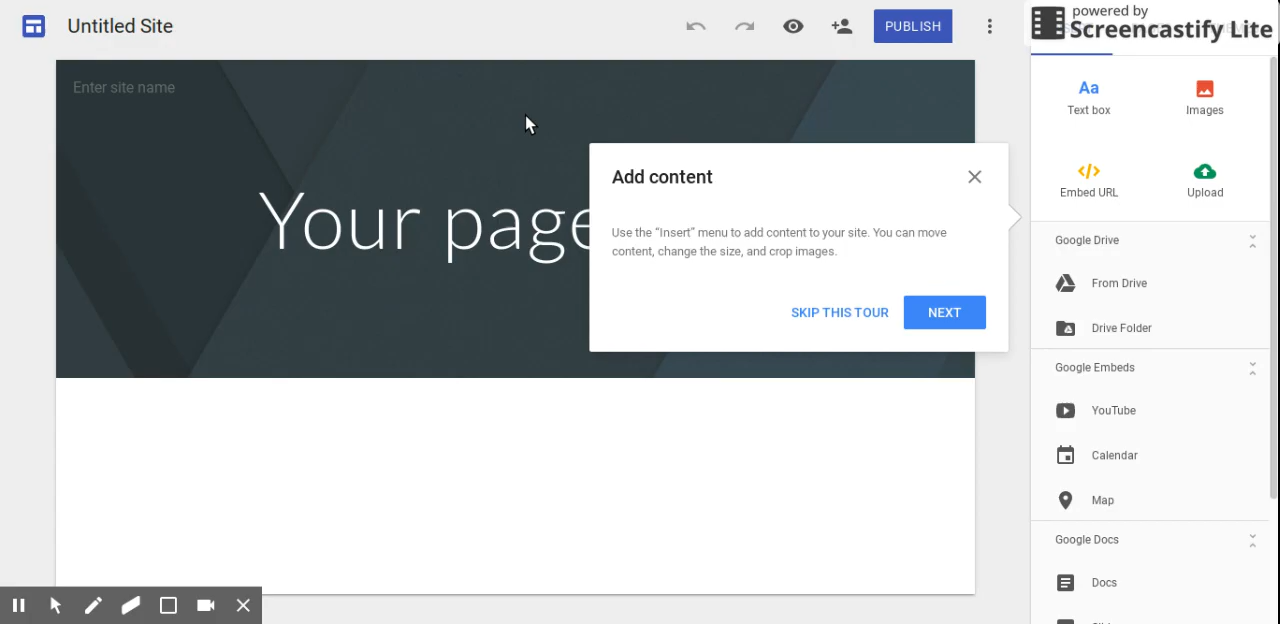 Untitled Site
PUBLISH
powered by
Screencastify Lite
Enter site name
Your page
Add content
Use the “Insert” menu to add content to your site. You can move
content, change the size, and crop images.
SKIP THIS TOUR
NEXT
Aa
Text box
Images
Embed URL
Upload
Google Drive
From Drive
Drive Folder
Google Embeds
YouTube
Calendar
Map
Google Docs
Docs